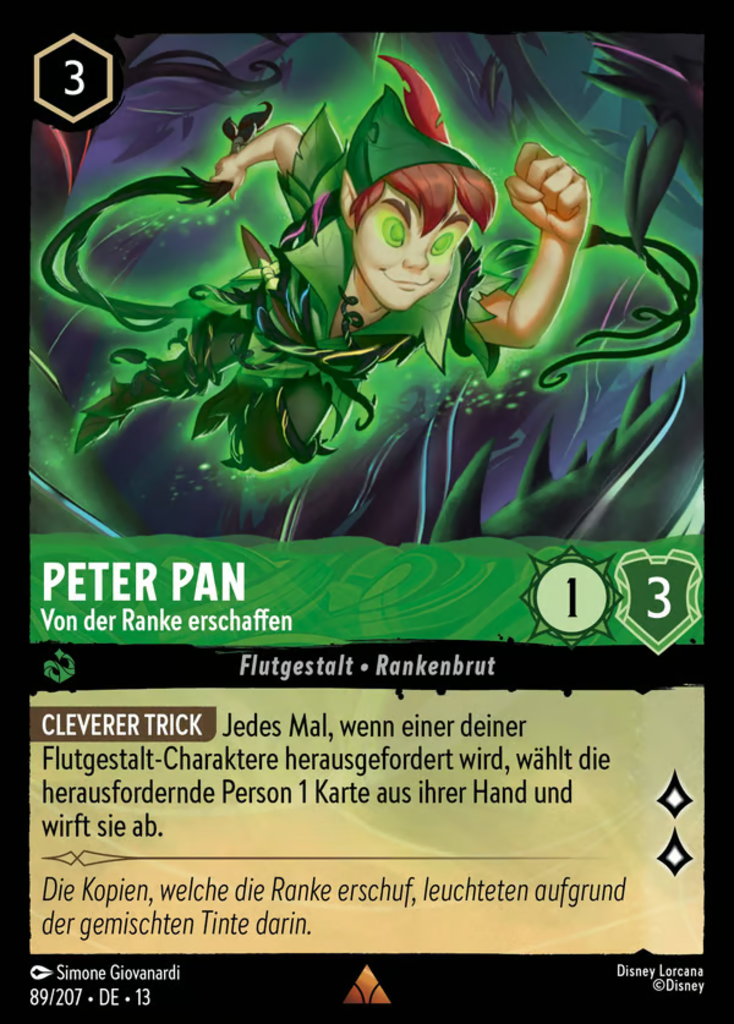 3
PETER PAN
Von der Ranke erschaffen
1
3
Flutgestalt • Rankenbrut
CLEVERER TRICK Jedes Mal, wenn einer deiner
Flutgestalt-Charaktere herausgefordert wird, wählt die
herausfordernde Person 1 Karte aus ihrer Hand und
wirft sie ab.
Die Kopien, welche die Ranke erschuf, leuchteten aufgrund
der gemischten Tinte darin.
Simone Giovanardi
89/207 • DE • 13
Disney Lorcana
©Disney